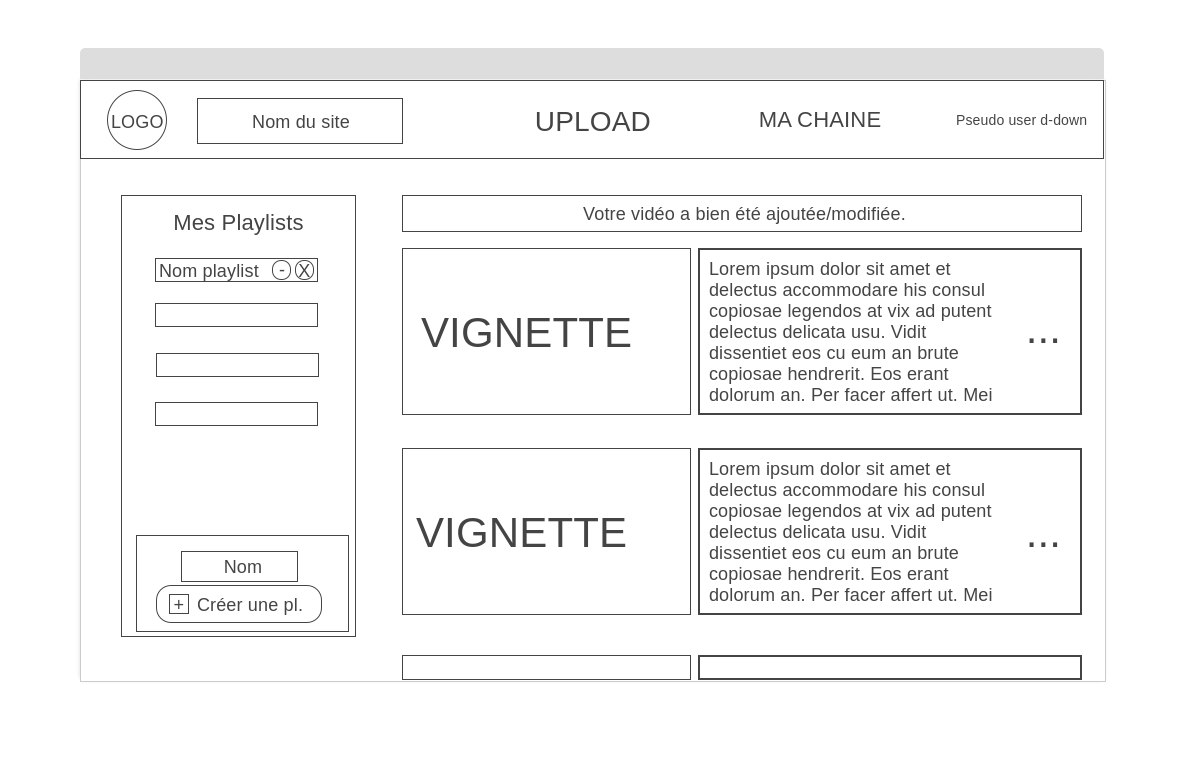 LOGO
Nom du site
UPLOAD
MA CHAINE
Pseudo user d-down
Mes Playlists
Nom playlist - X
Nom
+ Créer une pl.
Votre vidéo a bien été ajoutée/modifiée.
VIGNETTE
Lorem ipsum dolor sit amet et
delectus accommodare his consul
copiosae legendos at vix ad putent
delectus delicata usu. Vidit
dissentiet eos cu eum an brute
copiosae hendrerit. Eos erant
dolorum an. Per facer affert ut. Mei
...
VIGNETTE
Lorem ipsum dolor sit amet et
delectus accommodare his consul
copiosae legendos at vix ad putent
delectus delicata usu. Vidit
dissentiet eos cu eum an brute
copiosae hendrerit. Eos erant
dolorum an. Per facer affert ut. Mei
...